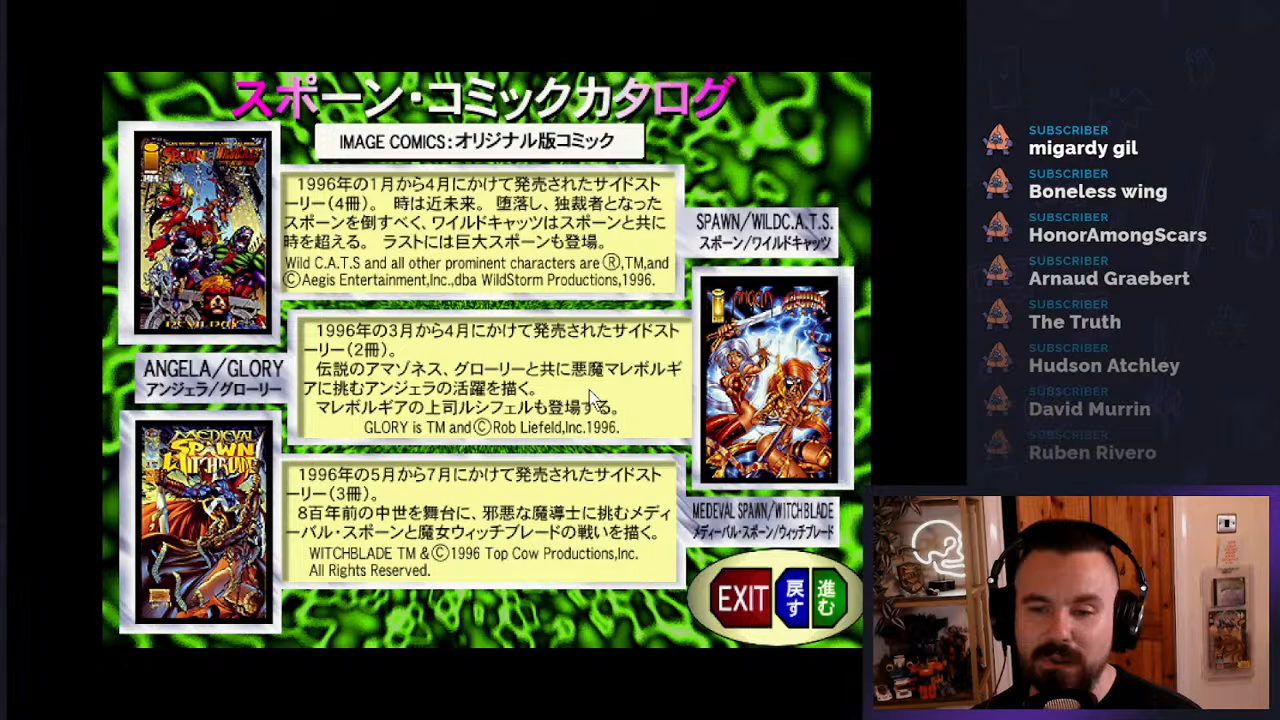 スポーン・コミックカタログ
IMAGE COMICS:オリジナル版コミック
1996年の1月から4月にかけて発売されたサイドスト
ーリー(4冊)。 時は近未来。 堕落し、独裁者となった
スポーンを倒すべく、ワイルドキャッツはスポーンと共に
時を超える。 ラストには巨大スポーンも登場。
Wild C.A.T.S and all other prominent characters are Ⓡ,TM,and
ⒸAegis Entertainment,Inc.,dba WildStorm Productions,1996.
SPAWN/WILDC.A.T.S.
スポーン/ワイルドキャッツ
1996年の3月から4月にかけて発売されたサイドスト
ーリー(2冊)。
伝説のアマゾネス、グローリーと共に悪魔マレボルギ
アに挑むアンジェラの活躍を描く。
マレボルギアの上司ルシフェルも登場する。
GLORY is TM and ⒸRob Liefeld,Inc.1996.
ANGELA/GLORY
アンジェラ/グローリー
ANGELA
MEDIEVAL
SPAWN
WITCHBLADE
1996年の5月から7月にかけて発売されたサイドスト
ーリー(3冊)。
8百年前の中世を舞台に、邪悪な魔導士に挑むメディ
ーバル・スポーンと魔女ウィッチブレードの戦いを描く。
WITCHBLADE TM &Ⓒ1996 Top Cow Productions,Inc.
All Rights Reserved.
MEDEVAL SPAWN/WITCHBLADE
メディーバル・スポーン/ウィッチブレード
EXIT
戻す
進む
SUBSCRIBER
migardy gil
SUBSCRIBER
Boneless wing
SUBSCRIBER
HonorAmongScars
SUBSCRIBER
Arnaud Graebert
SUBSCRIBER
The Truth
SUBSCRIBER
Hudson Atchley
SUBSCRIBER
David Murrin
SUBSCRIBER
Ruben Rivero